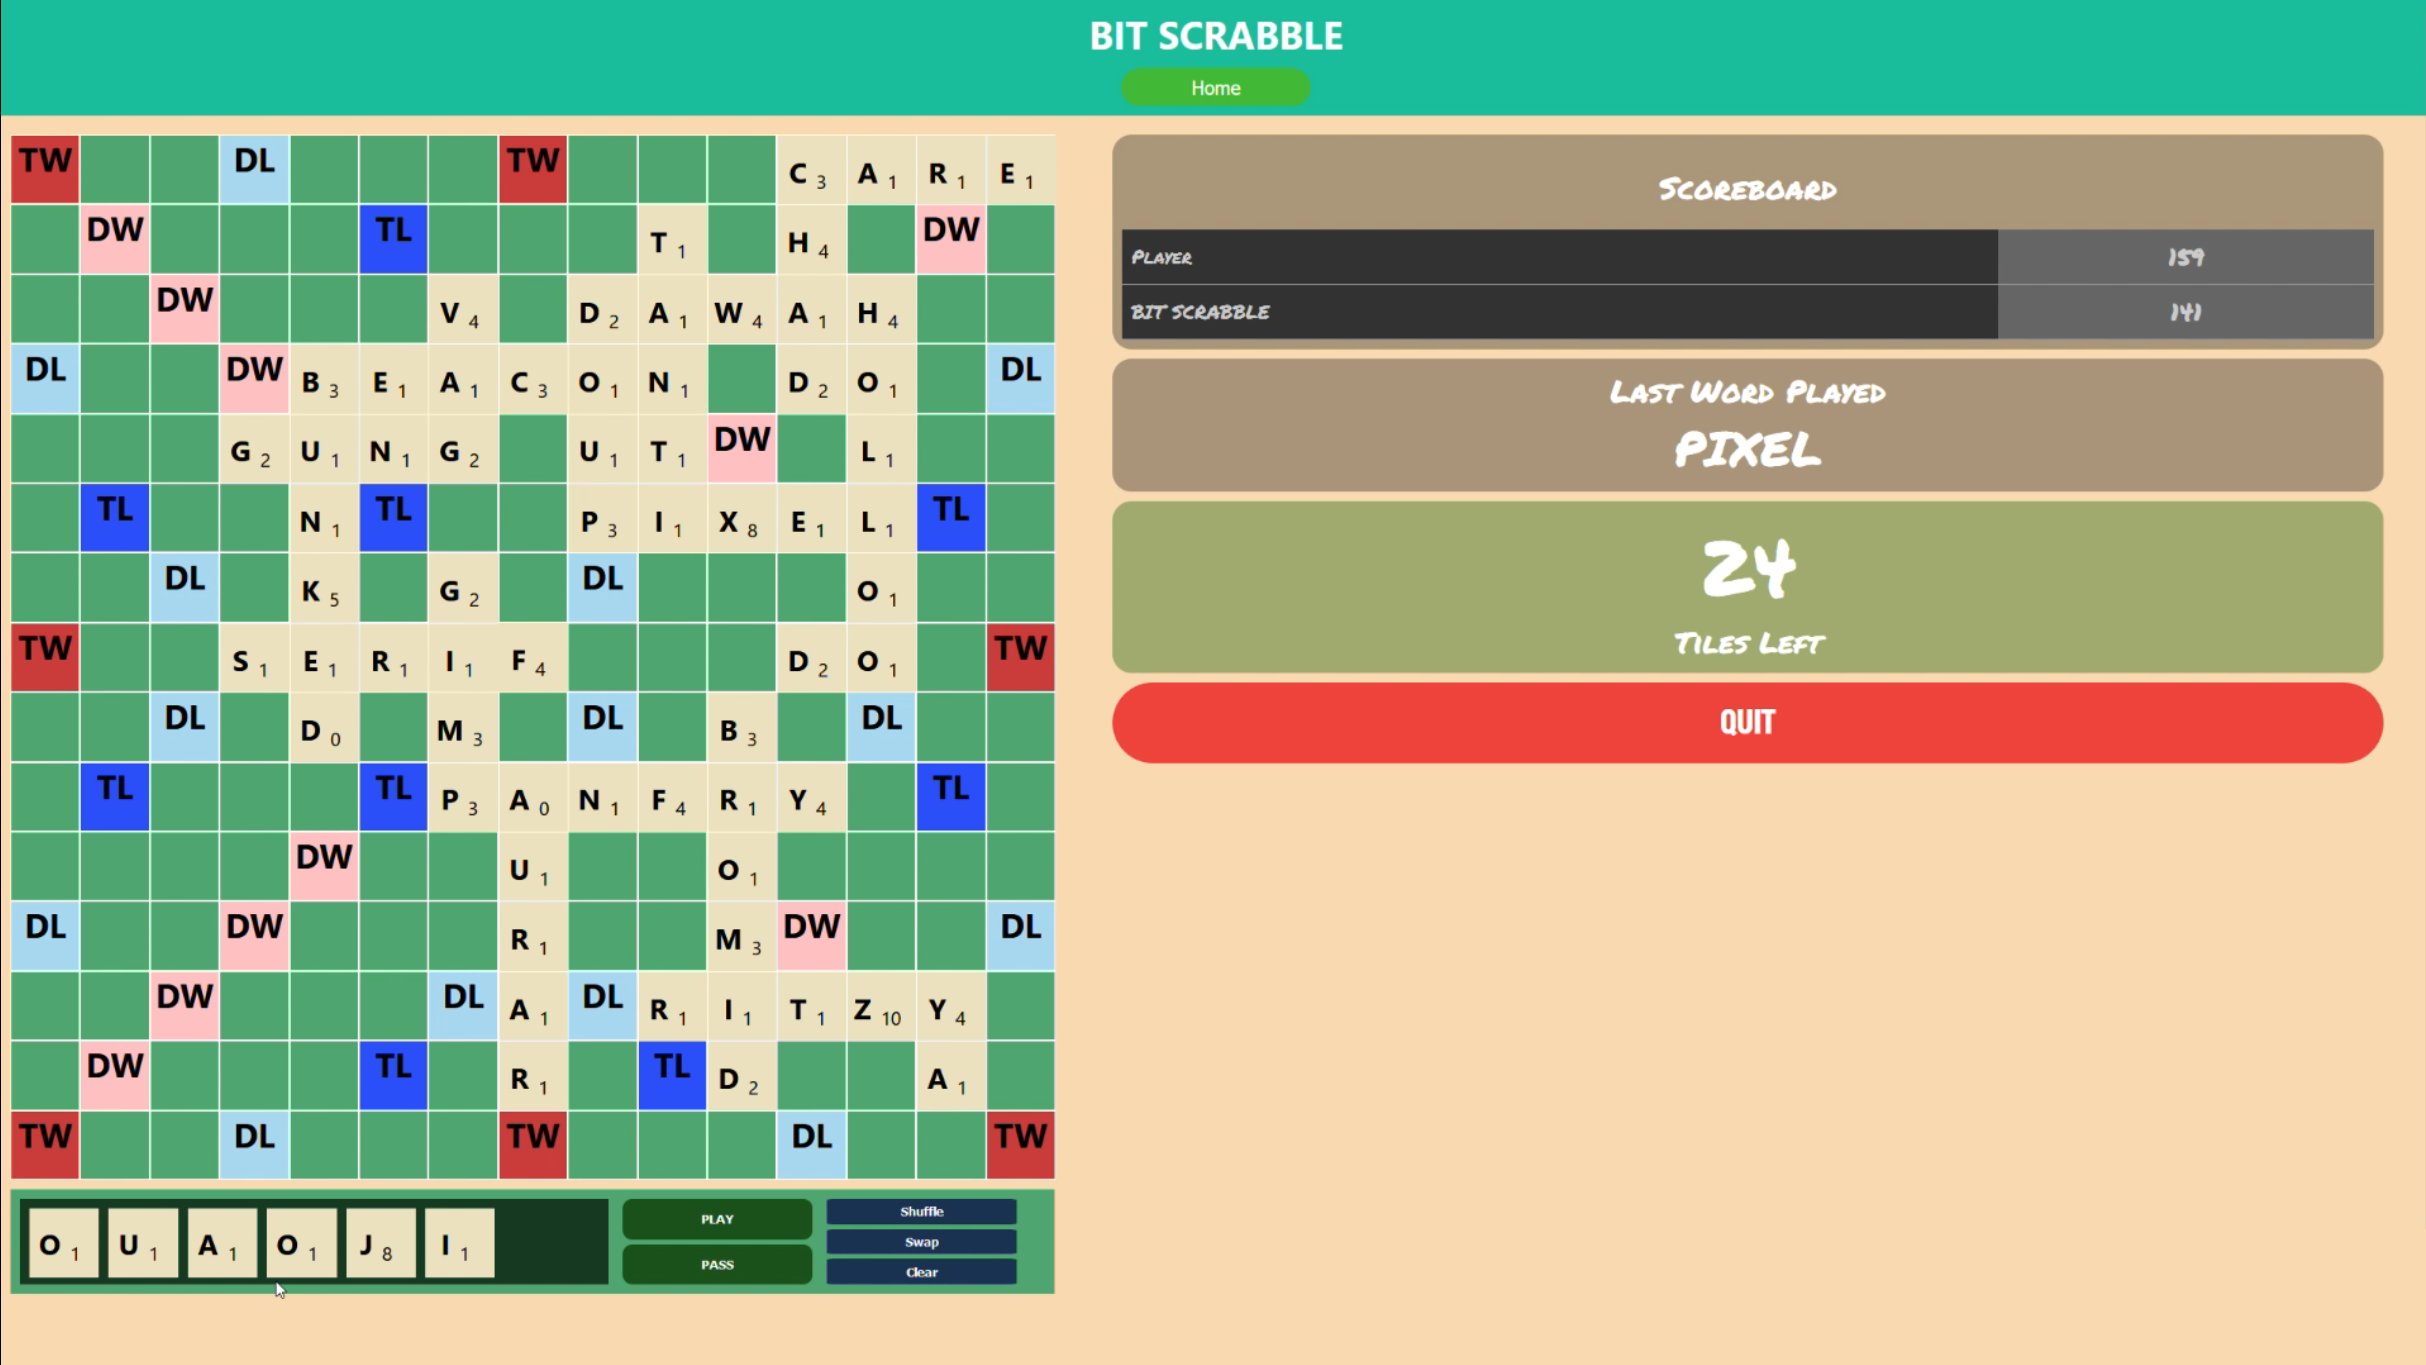 BIT SCRABBLE
Home
TW DL TW C 3 A 1 R 1 E 1
DW TL T 1 H 4 DW
DW V 4 D 2 A 1 W 4 A 1 H 4
DL DW B 3 E 1 A 1 C 3 O 1 N 1 D 2 O 1 DL
G 2 U 1 N 1 G 2 U 1 T 1 DW L 1
TL N 1 TL P 3 I 1 X 8 E 1 L 1 TL
DL K 5 G 2 DL O 1
TW S 1 E 1 R 1 I 1 F 4 D 2 O 1 TW
DL D 0 M 3 DL B 3 DL
TL TL P 3 A 0 N 1 F 4 R 1 Y 4 TL
DW U 1 O 1
DL DW R 1 M 3 DW DL
DW DL A 1 DL R 1 I 1 T 1 Z 10 Y 4
DW TL R 1 TL D 2 A 1
TW DL TW DL TW
O 1 U 1 A 1 O 1 J 8 I 1
PLAY
PASS
Shuffle
Swap
Clear
SCOREBOARD
PLAYER 159
BIT SCRABBLE 141
LAST WORD PLAYED
PIXEL
24
TILES LEFT
QUIT